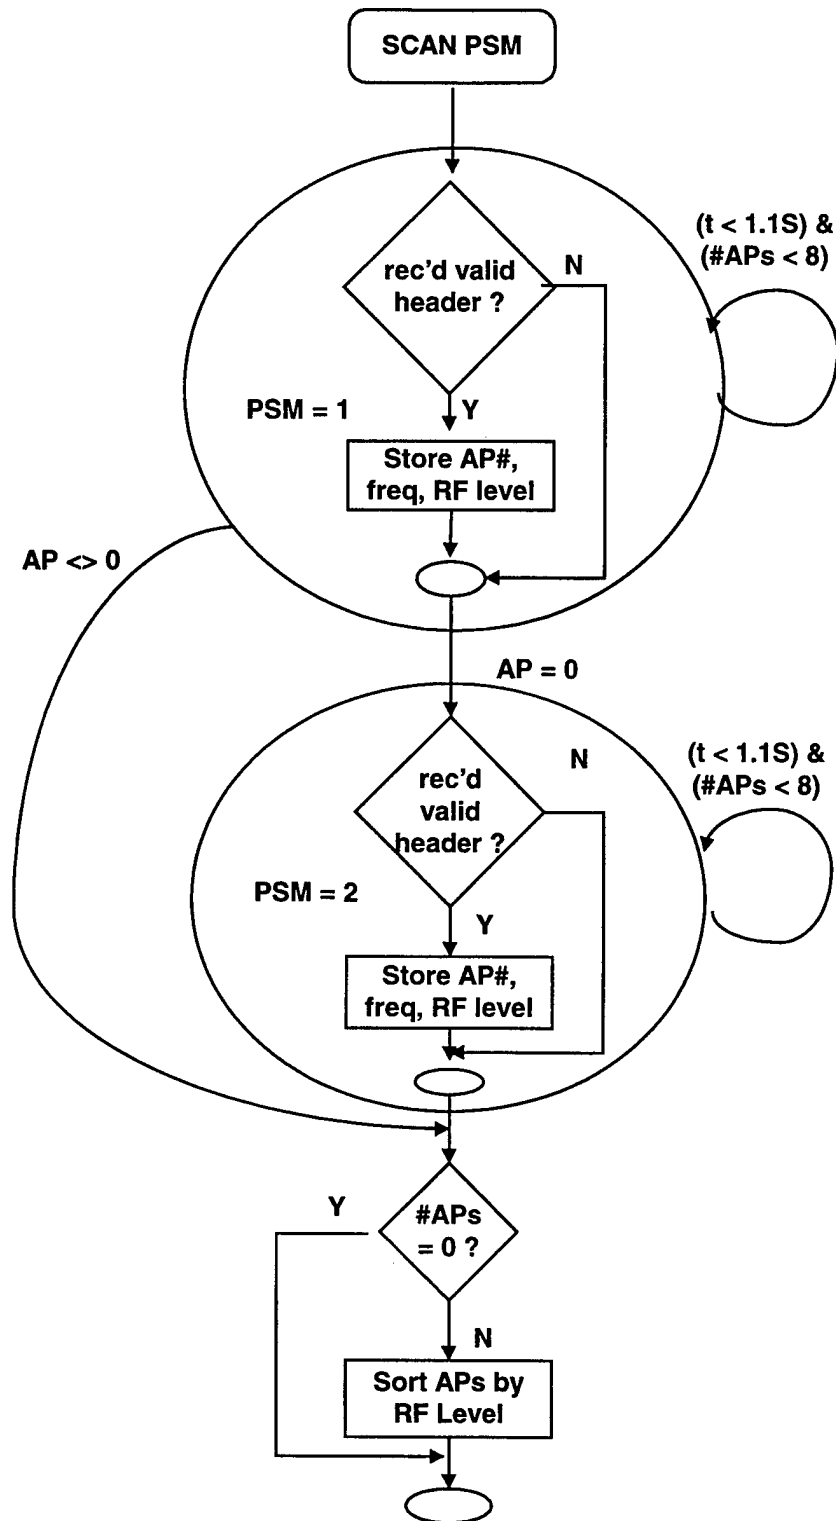 SCAN PSM
(t < 1.1S) &
(#APs < 8)
rec'd valid
header ?
N
PSM = 1
Y
Store AP#,
freq, RF level
AP <> 0
AP = 0
(t < 1.1S) &
(#APs < 8)
N
rec'd
valid
header ?
PSM = 2
Y
Store AP#,
freq, RF level
Y
#APs
= 0 ?
N
Sort APs by
RF Level